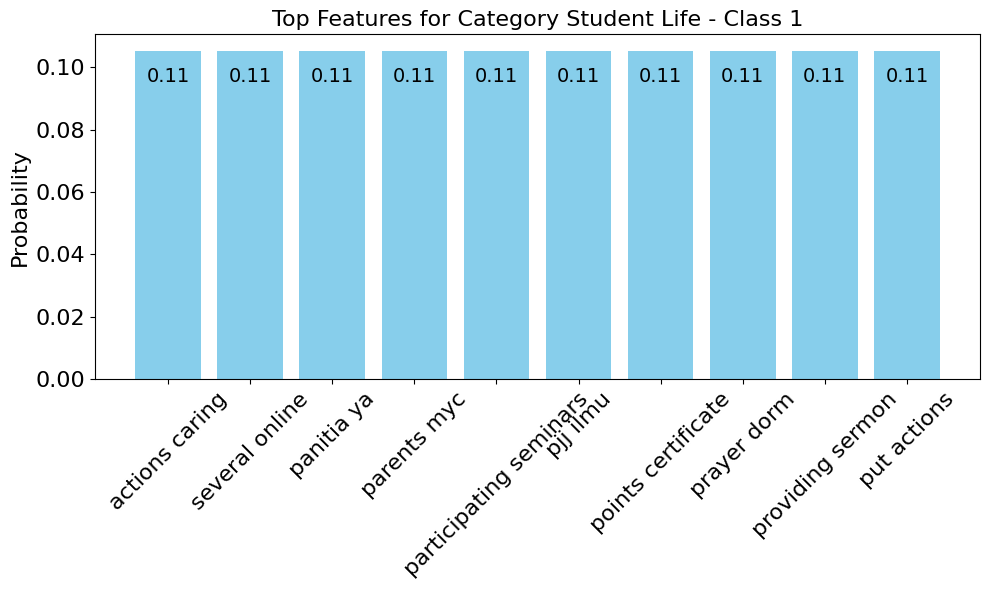 Top Features for Category Student Life - Class 1
Probability
0.10
0.08
0.06
0.04
0.02
0.00
0.11 0.11 0.11 0.11 0.11 0.11 0.11 0.11 0.11 0.11
actions caring
several online
panitia ya
parents myc
participating seminars
pjj ilmu
points certificate
prayer dorm
providing sermon
put actions